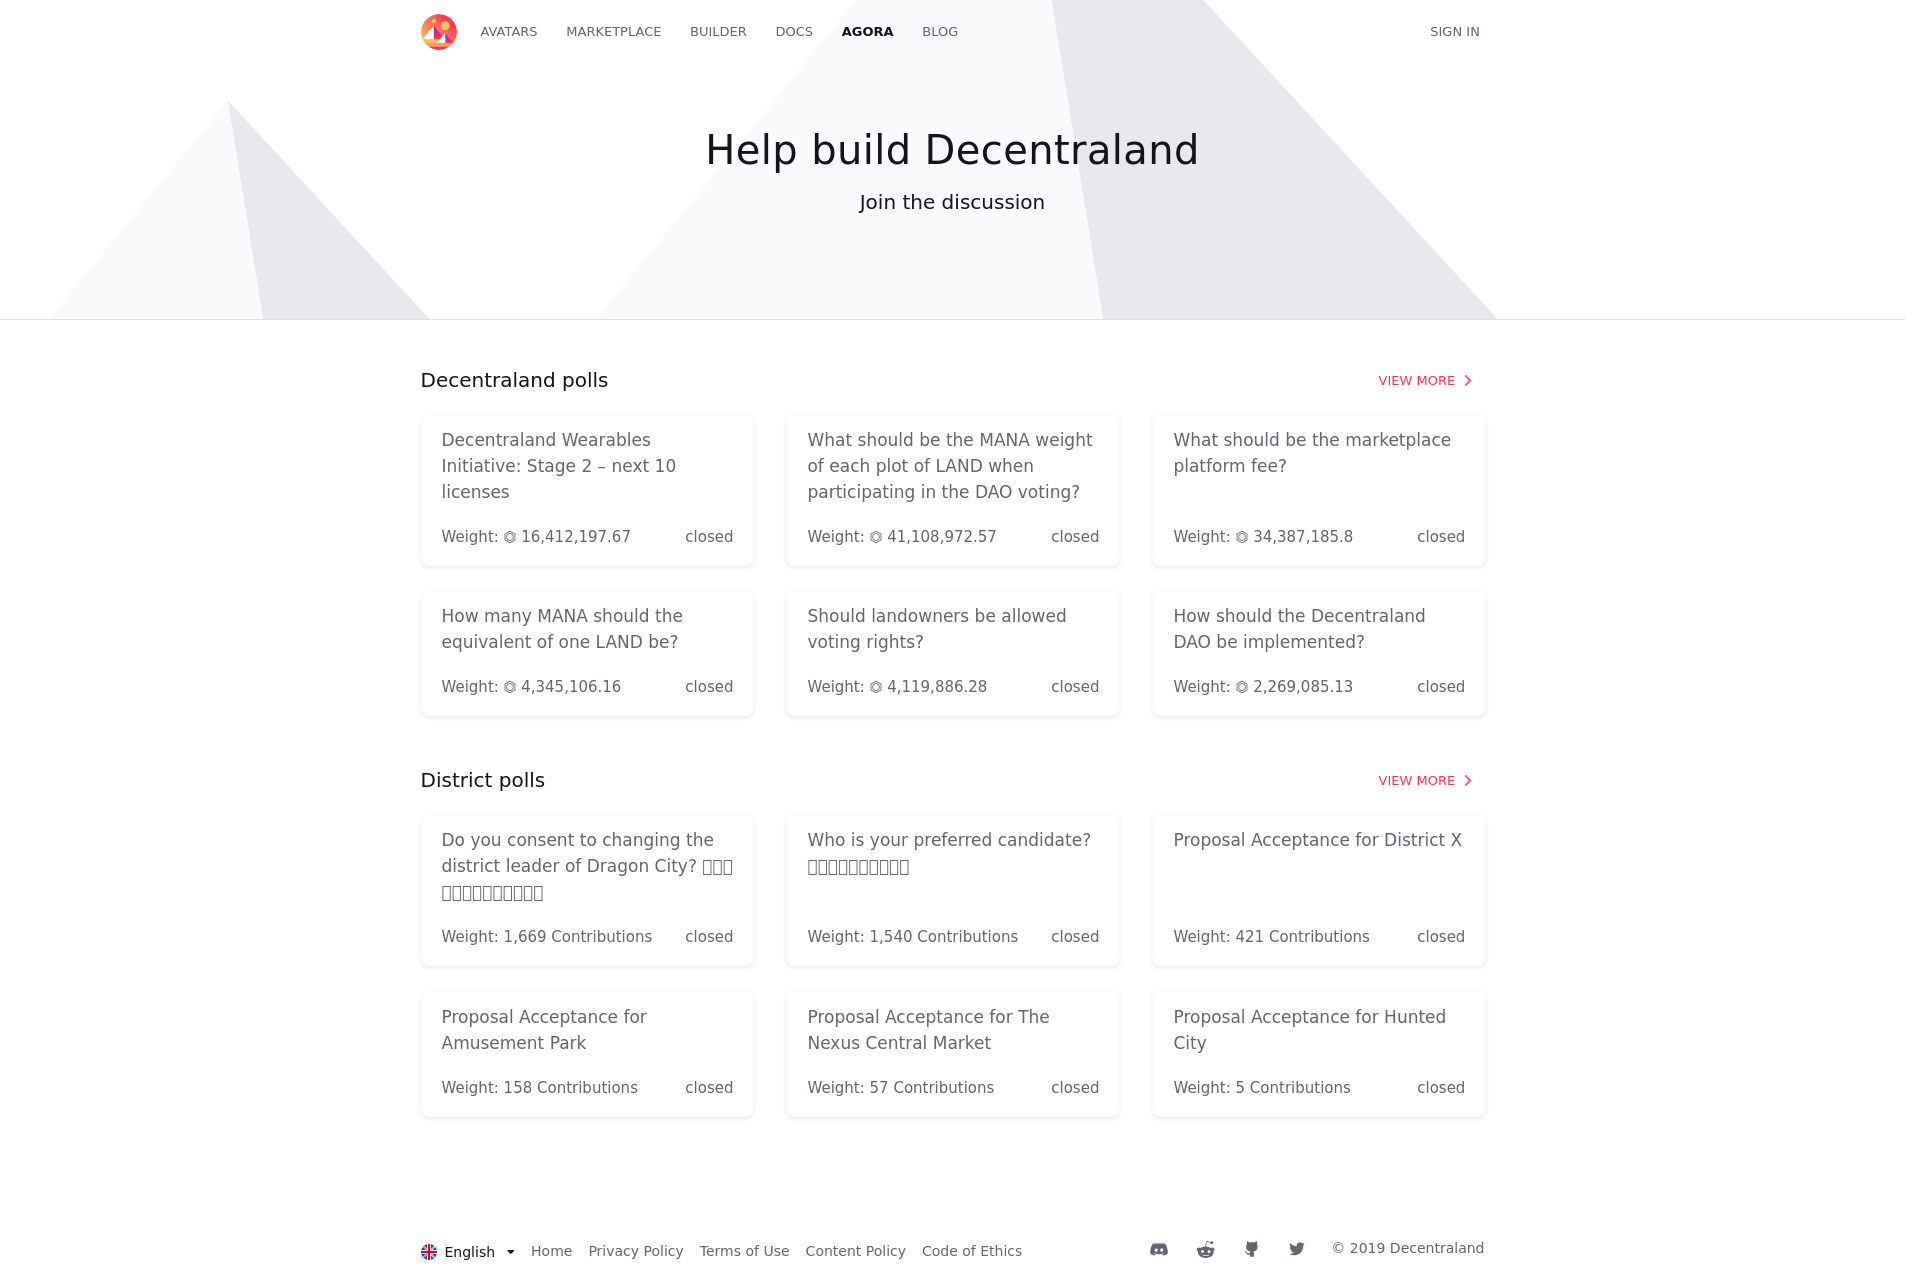 AVATARS MARKETPLACE BUILDER DOCS AGORA BLOG SIGN IN
Help build Decentraland
Join the discussion
Decentraland polls VIEW MORE
Decentraland Wearables
Initiative: Stage 2 – next 10
licenses
Weight: ⏣ 16,412,197.67 closed
What should be the MANA weight
of each plot of LAND when
participating in the DAO voting?
Weight: ⏣ 41,108,972.57 closed
What should be the marketplace
platform fee?
Weight: ⏣ 34,387,185.8 closed
How many MANA should the
equivalent of one LAND be?
Weight: ⏣ 4,345,106.16 closed
Should landowners be allowed
voting rights?
Weight: ⏣ 4,119,886.28 closed
How should the Decentraland
DAO be implemented?
Weight: ⏣ 2,269,085.13 closed
District polls VIEW MORE
Do you consent to changing the
district leader of Dragon City?
Weight: 1,669 Contributions closed
Who is your preferred candidate?
Weight: 1,540 Contributions closed
Proposal Acceptance for District X
Weight: 421 Contributions closed
Proposal Acceptance for
Amusement Park
Weight: 158 Contributions closed
Proposal Acceptance for The
Nexus Central Market
Weight: 57 Contributions closed
Proposal Acceptance for Hunted
City
Weight: 5 Contributions closed
English Home Privacy Policy Terms of Use Content Policy Code of Ethics © 2019 Decentraland